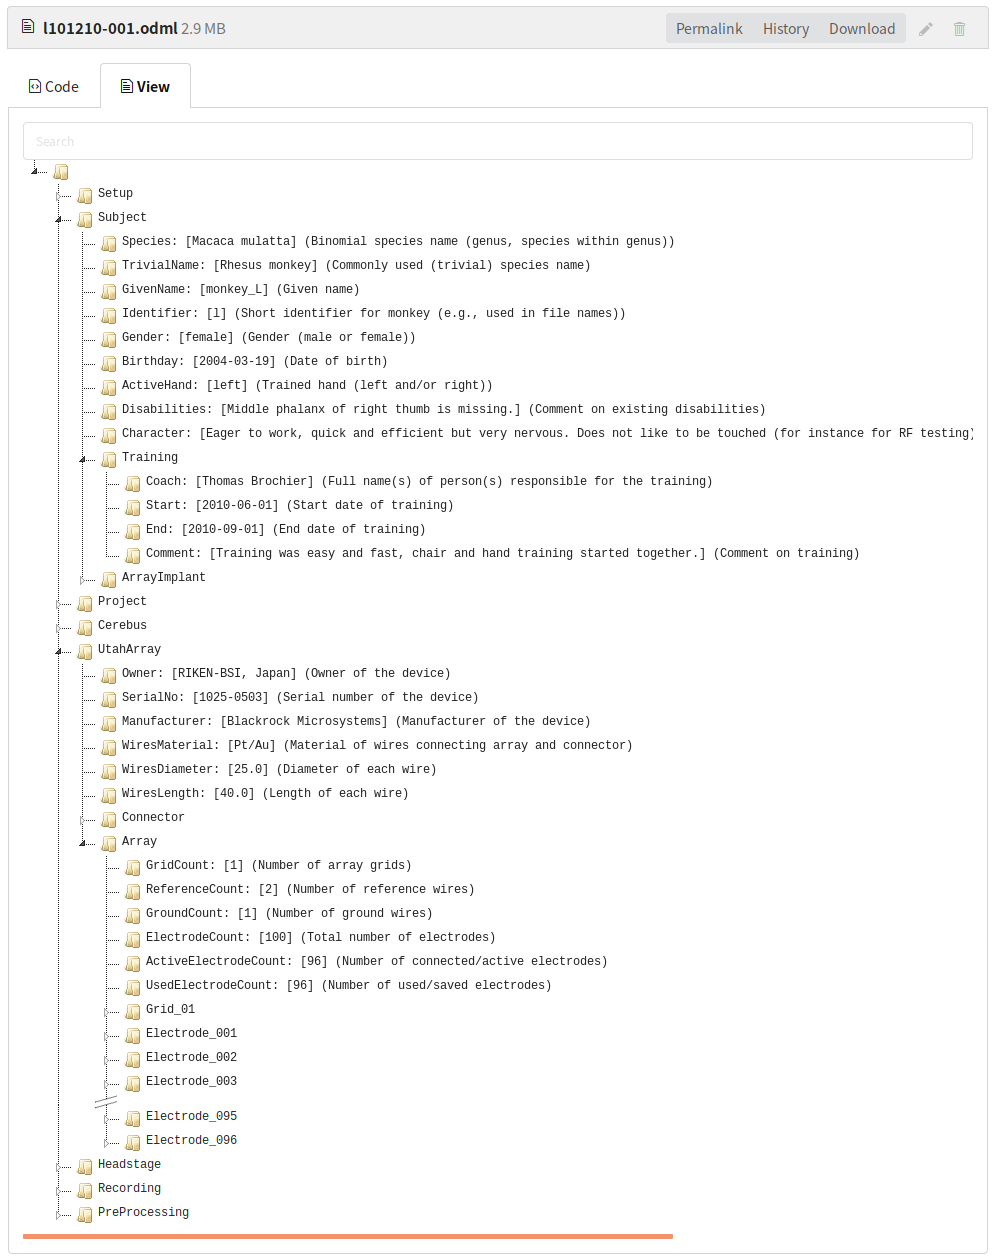 l101210-001.odml 2.9 MB Permalink History Download
Code View
Search
Setup
Subject
Species: [Macaca mulatta] (Binomial species name (genus, species within genus))
TrivialName: [Rhesus monkey] (Commonly used (trivial) species name)
GivenName: [monkey_L] (Given name)
Identifier: [l] (Short identifier for monkey (e.g., used in file names))
Gender: [female] (Gender (male or female))
Birthday: [2004-03-19] (Date of birth)
ActiveHand: [left] (Trained hand (left and/or right))
Disabilities: [Middle phalanx of right thumb is missing.] (Comment on existing disabilities)
Character: [Eager to work, quick and efficient but very nervous. Does not like to be touched (for instance for RF testing)
Training
Coach: [Thomas Brochier] (Full name(s) of person(s) responsible for the training)
Start: [2010-06-01] (Start date of training)
End: [2010-09-01] (End date of training)
Comment: [Training was easy and fast, chair and hand training started together.] (Comment on training)
ArrayImplant
Project
Cerebus
UtahArray
Owner: [RIKEN-BSI, Japan] (Owner of the device)
SerialNo: [1025-0503] (Serial number of the device)
Manufacturer: [Blackrock Microsystems] (Manufacturer of the device)
WiresMaterial: [Pt/Au] (Material of wires connecting array and connector)
WiresDiameter: [25.0] (Diameter of each wire)
WiresLength: [40.0] (Length of each wire)
Connector
Array
GridCount: [1] (Number of array grids)
ReferenceCount: [2] (Number of reference wires)
GroundCount: [1] (Number of ground wires)
ElectrodeCount: [100] (Total number of electrodes)
ActiveElectrodeCount: [96] (Number of connected/active electrodes)
UsedElectrodeCount: [96] (Number of used/saved electrodes)
Grid_01
Electrode_001
Electrode_002
Electrode_003
Electrode_095
Electrode_096
Headstage
Recording
PreProcessing